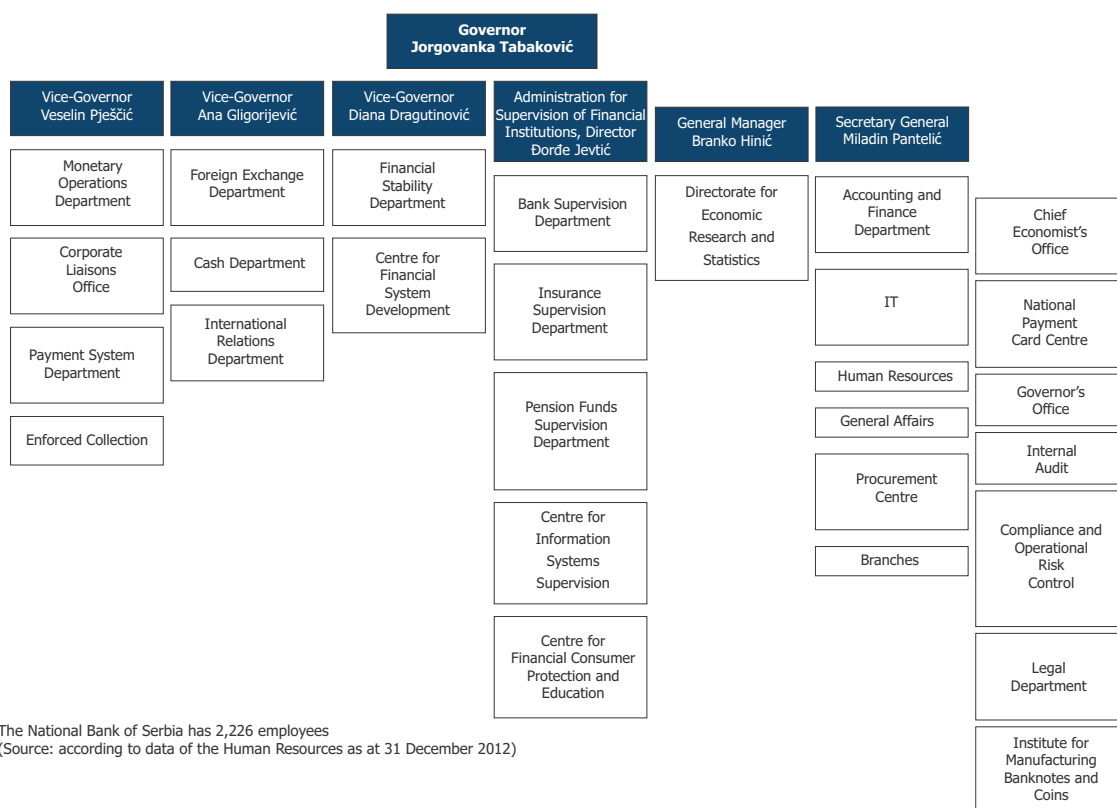 Governor
Jorgovanka Tabaković
Vice-Governor
Veselin Pješčić
Monetary
Operations
Department
Corporate
Liaisons
Office
Payment System
Department
Enforced Collection
Vice-Governor
Ana Gligorijević
Foreign Exchange
Department
Cash Department
International
Relations
Department
Vice-Governor
Diana Dragutinović
Financial
Stability
Department
Centre for
Financial
System
Development
Administration for
Supervision of Financial
Institutions, Director
Đorđe Jevtić
Bank Supervision
Department
Insurance
Supervision
Department
Pension Funds
Supervision
Department
Centre for
Information
Systems
Supervision
Centre for
Financial Consumer
Protection and
Education
General Manager
Branko Hinić
Directorate for
Economic
Research and
Statistics
Secretary General
Miladin Pantelić
Accounting and
Finance
Department
IT
Human Resources
General Affairs
Procurement
Centre
Branches
Chief
Economist's
Office
National
Payment
Card Centre
Governor's
Office
Internal
Audit
Compliance and
Operational
Risk
Control
Legal
Department
Institute for
Manufacturing
Banknotes and
Coins
The National Bank of Serbia has 2,226 employees
(Source: according to data of the Human Resources as at 31 December 2012)